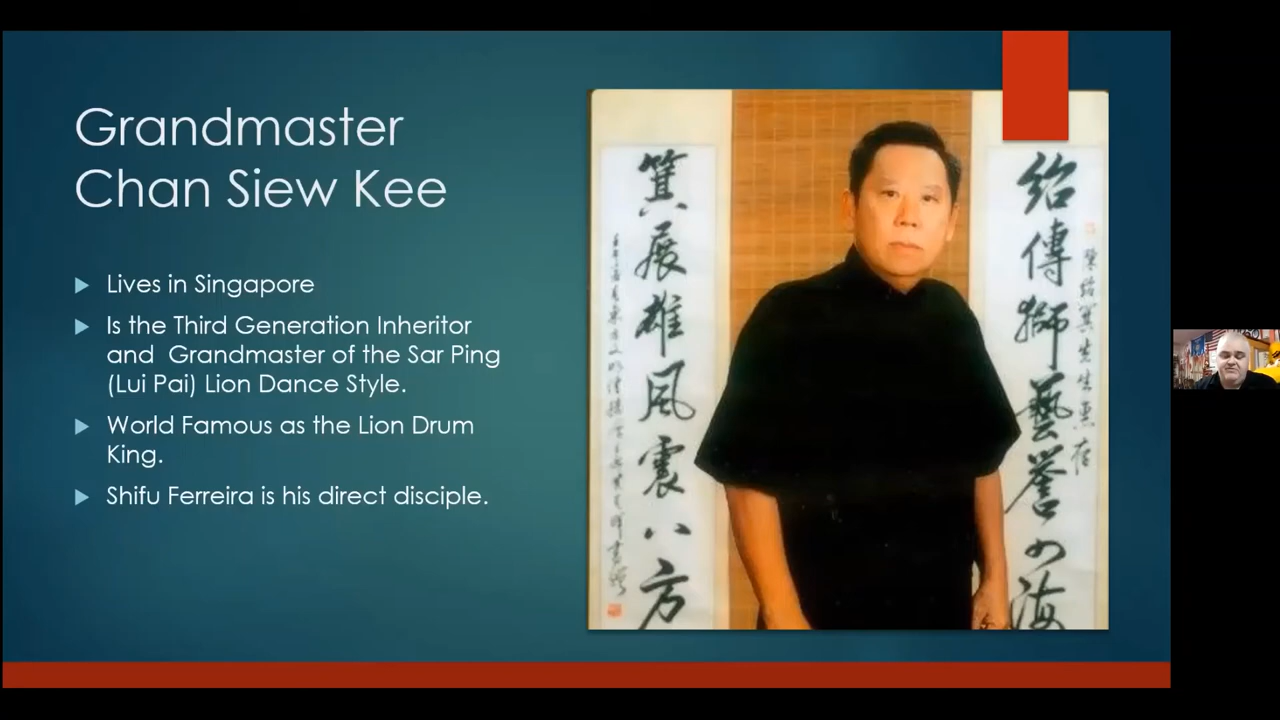 Grandmaster
Chan Siew Kee
Lives in Singapore
Is the Third Generation Inheritor
and Grandmaster of the Sar Ping
(Lui Pai) Lion Dance Style.
World Famous as the Lion Drum
King.
Shifu Ferreira is his direct disciple.
紹傳獅藝譽四海
箕展雄風震八方